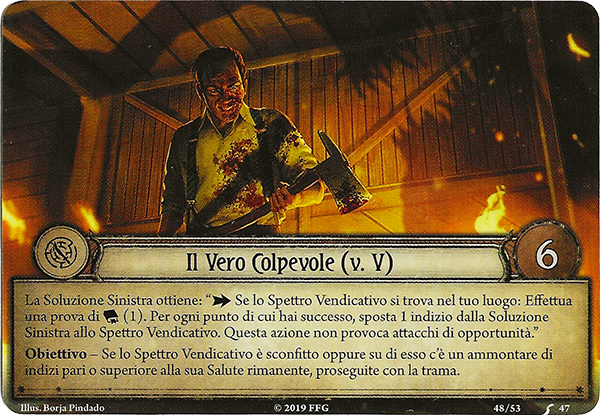 Il Vero Colpevole (v. V)
6
La Soluzione Sinistra ottiene: “ Se lo Spettro Vendicativo si trova nel tuo luogo: Effettua
una prova di (1). Per ogni punto di cui hai successo, sposta 1 indizio dalla Soluzione
Sinistra allo Spettro Vendicativo. Questa azione non provoca attacchi di opportunità.”
Obiettivo – Se lo Spettro Vendicativo è sconfitto oppure su di esso c’è un ammontare di
indizi pari o superiore alla sua Salute rimanente, proseguite con la trama.
Illus. Borja Pindado © 2019 FFG 48/53 47